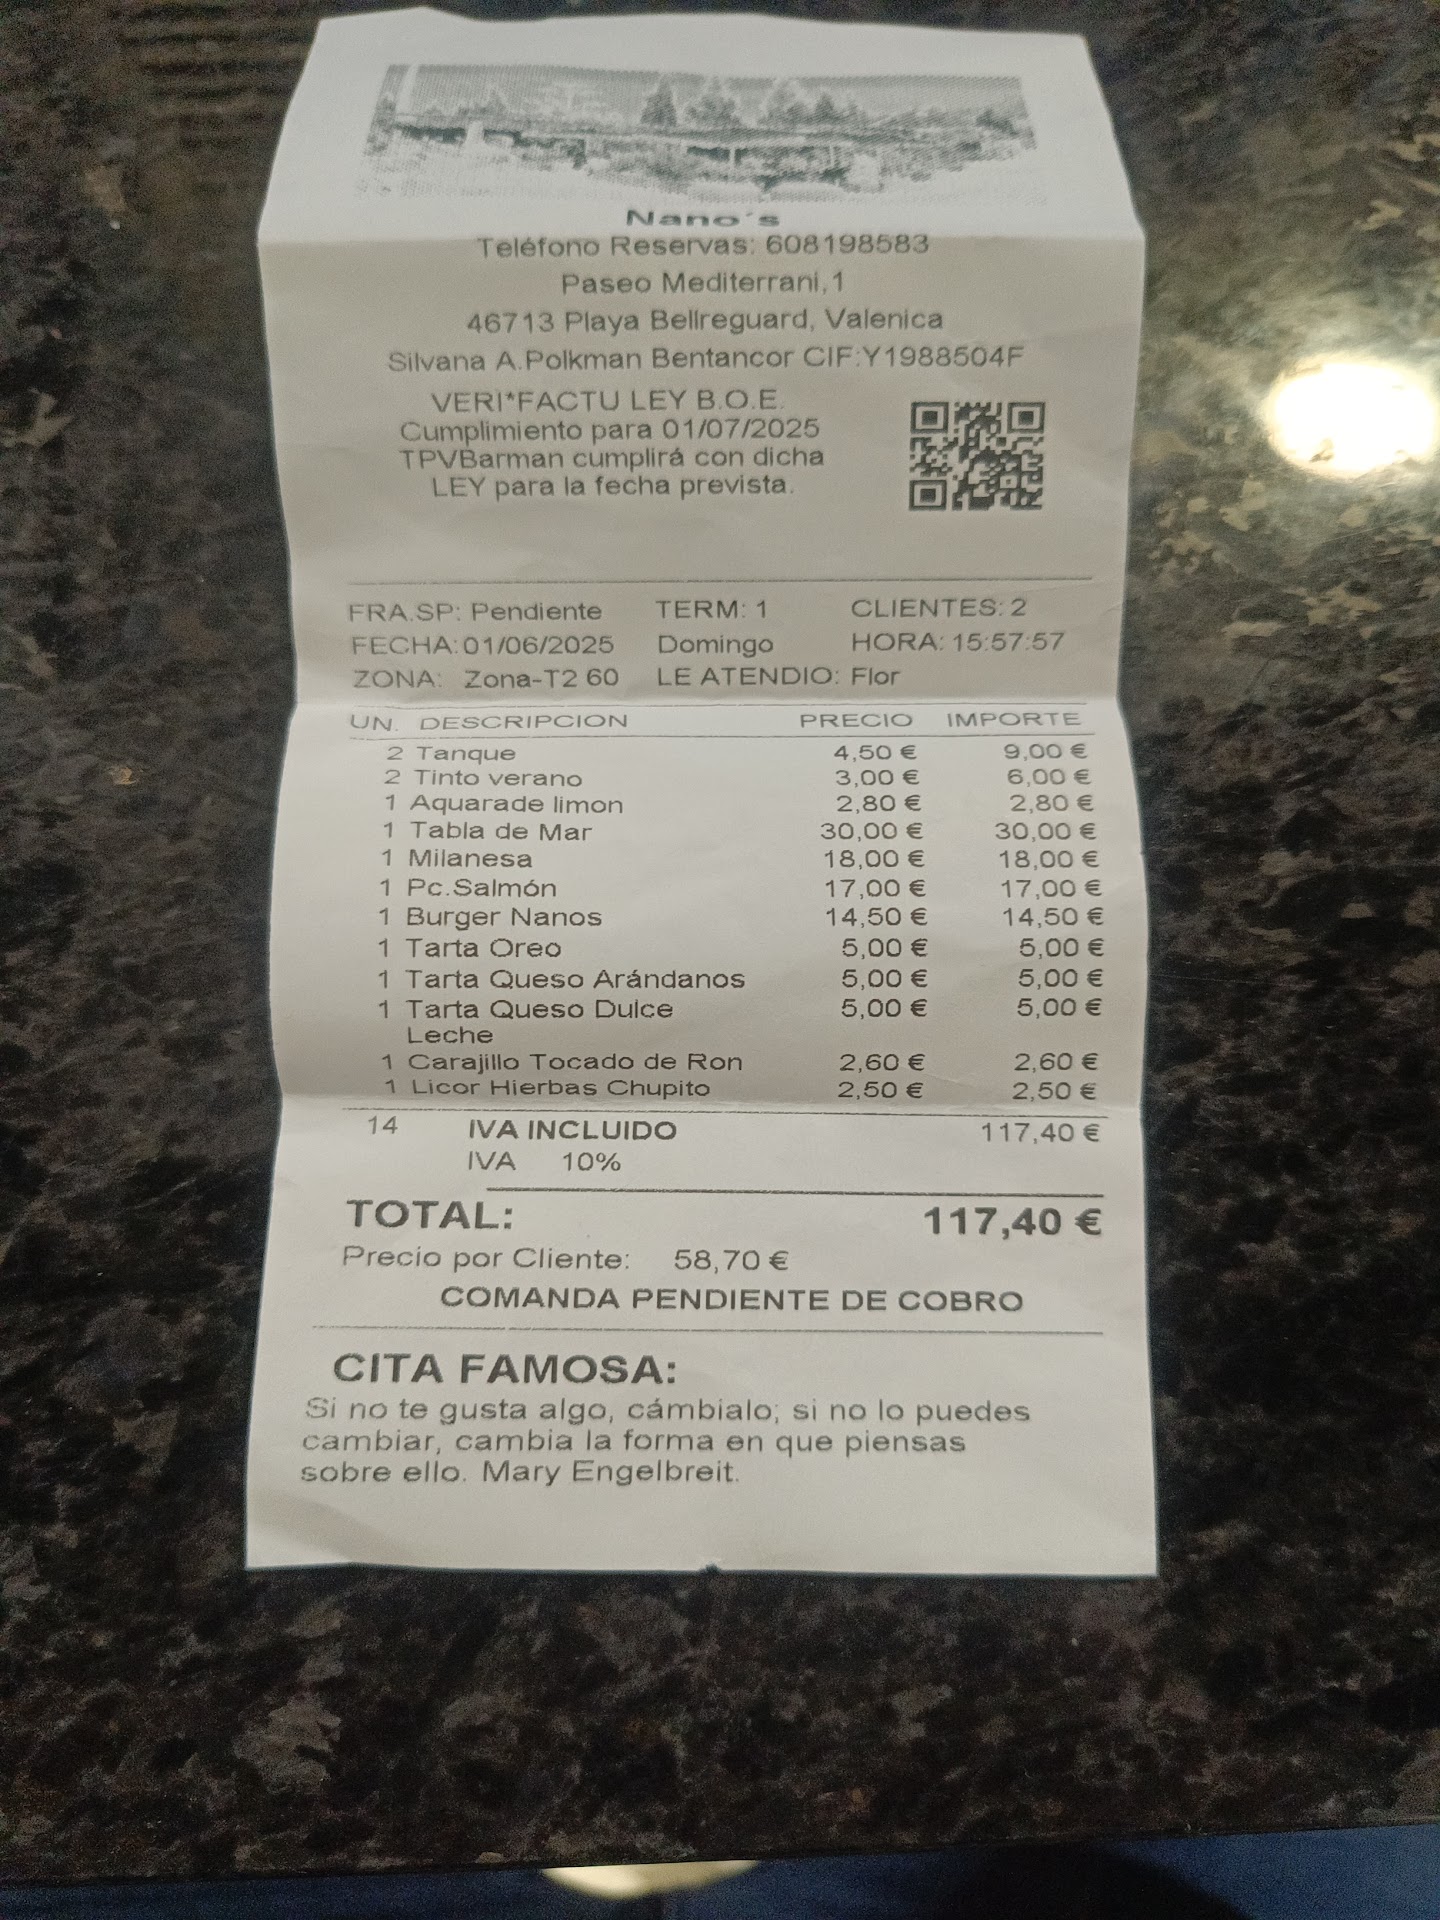 Nano´s
Teléfono Reservas: 608198583
Paseo Mediterrani,1
46713 Playa Bellreguard, Valenica
Silvana A.Polkman Bentancor CIF:Y1988504F
VERI*FACTU LEY B.O.E.
Cumplimiento para 01/07/2025
TPVBarman cumplirá con dicha
LEY para la fecha prevista.
FRA.SP: Pendiente TERM: 1 CLIENTES: 2
FECHA: 01/06/2025 Domingo HORA: 15:57:57
ZONA: Zona-T2 60 LE ATENDIO: Flor
UN. DESCRIPCION PRECIO IMPORTE
2 Tanque 4,50 € 9,00 €
2 Tinto verano 3,00 € 6,00 €
1 Aquarade limon 2,80 € 2,80 €
1 Tabla de Mar 30,00 € 30,00 €
1 Milanesa 18,00 € 18,00 €
1 Pc.Salmón 17,00 € 17,00 €
1 Burger Nanos 14,50 € 14,50 €
1 Tarta Oreo 5,00 € 5,00 €
1 Tarta Queso Arándanos 5,00 € 5,00 €
1 Tarta Queso Dulce 5,00 € 5,00 €
Leche
1 Carajillo Tocado de Ron 2,60 € 2,60 €
1 Licor Hierbas Chupito 2,50 € 2,50 €
14 IVA INCLUIDO 117,40 €
IVA 10%
TOTAL: 117,40 €
Precio por Cliente: 58,70 €
COMANDA PENDIENTE DE COBRO
CITA FAMOSA:
Si no te gusta algo, cámbialo; si no lo puedes
cambiar, cambia la forma en que piensas
sobre ello. Mary Engelbreit.